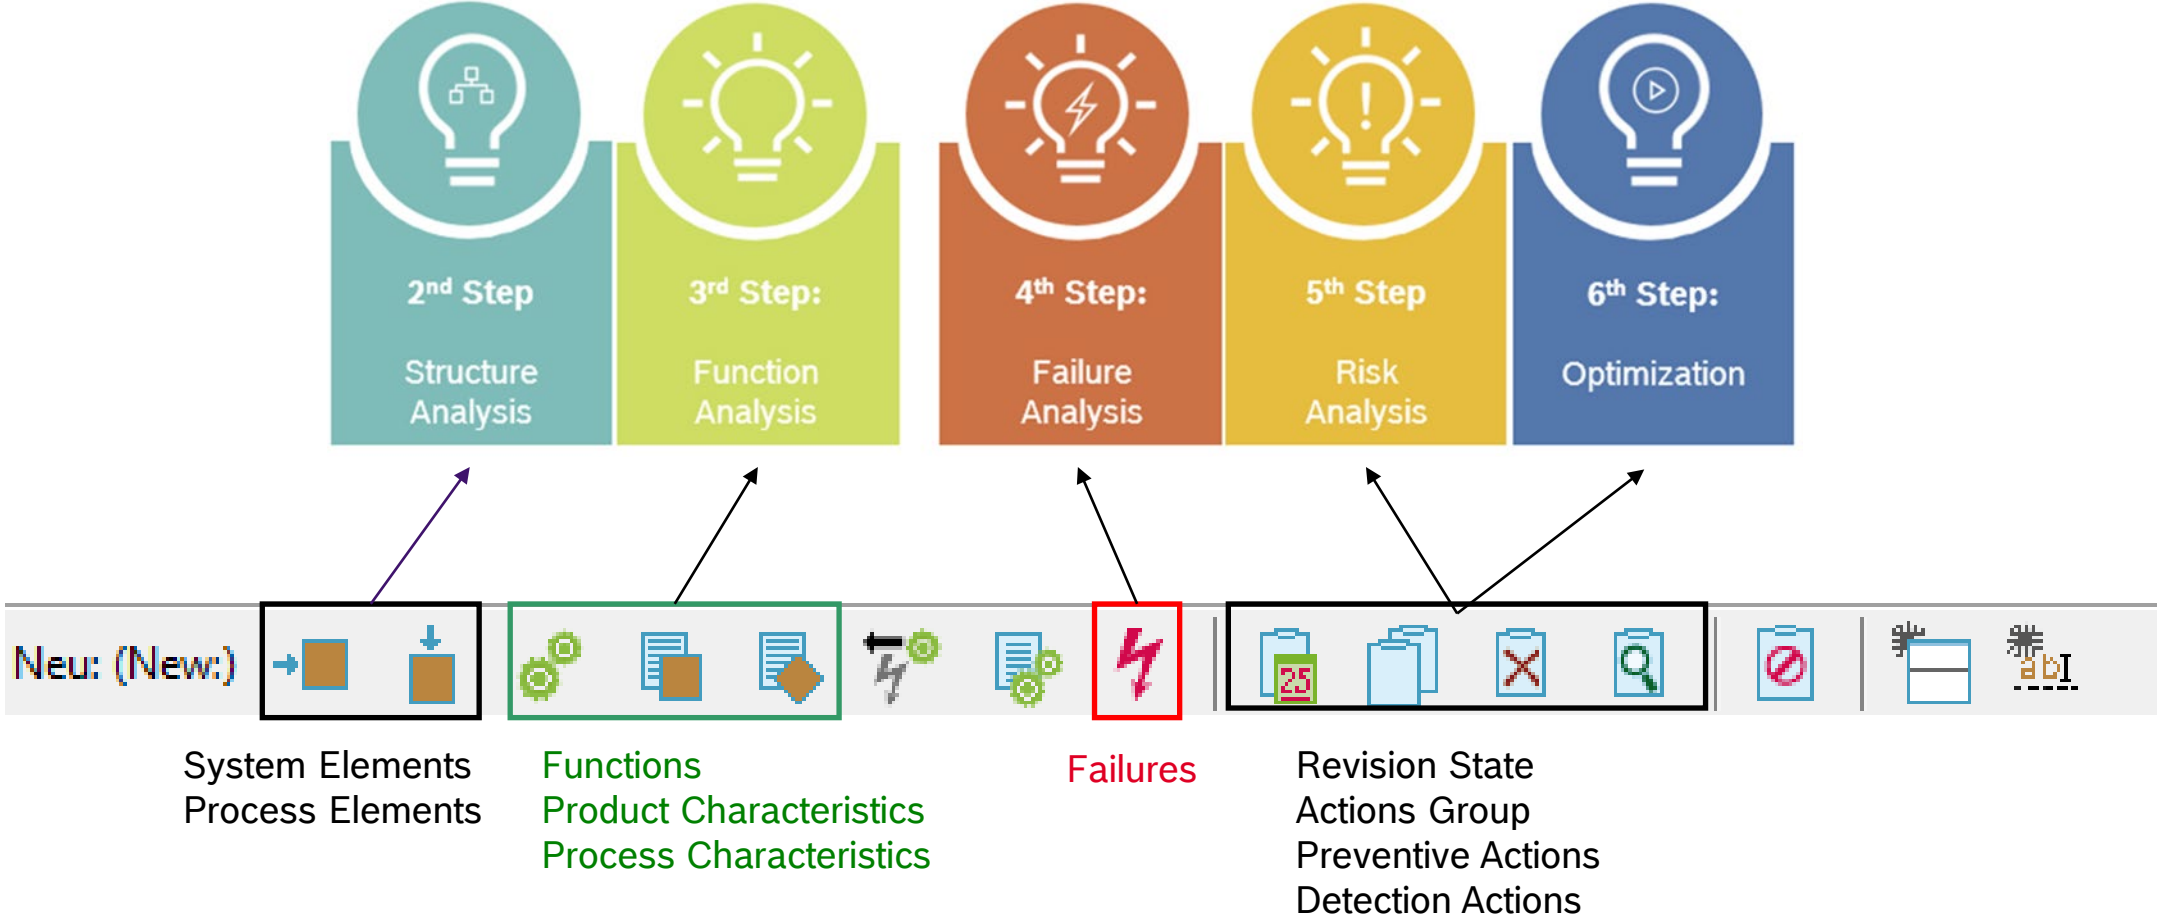 2nd Step
Structure
Analysis
3rd Step:
Function
Analysis
4th Step:
Failure
Analysis
5th Step
Risk
Analysis
6th Step:
Optimization
Neu: (New:)
25
abI
System Elements
Process Elements
Functions
Product Characteristics
Process Characteristics
Failures
Revision State
Actions Group
Preventive Actions
Detection Actions